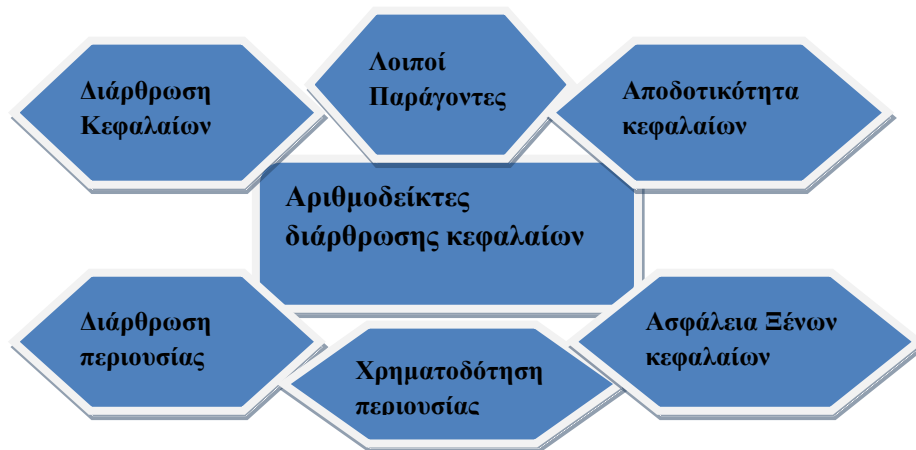 Διάρθρωση
Κεφαλαίων
Λοιποί
Παράγοντες
Αποδοτικότητα
κεφαλαίων
Αριθμοδείκτες
διάρθρωσης κεφαλαίων
Διάρθρωση
περιουσίας
Χρηματοδότηση
περιουσίας
Ασφάλεια Ξένων
κεφαλαίων